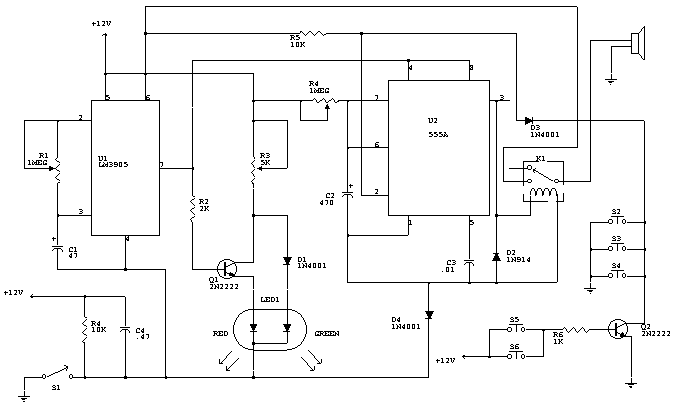 +12V
R5
10K
5
6
4
8
R4
1MEG
7
3
2
U1
LM3905
U2
555A
D3
1N4001
R1
1MEG
7
R3
5K
6
K1
3
R2
2K
C2
470
+
2
S2
+
C1
47
4
1
5
S3
D1
1N4001
C3
.01
D2
1N914
S4
Q1
2N2222
+12V
LED1
R4
10K
C4
.47
RED
GREEN
D4
1N4001
S5
S6
R6
1K
Q2
2N2222
+12V
S1